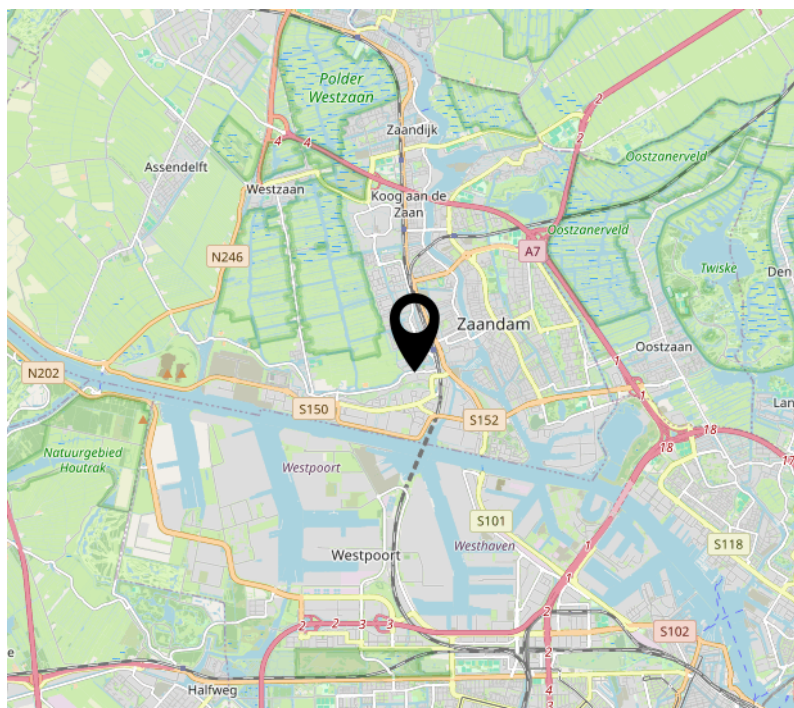 Polder
Westzaan
Zaandijk
2
2
4
4
Assendelft
Oostzanerveld
Westzaan
Koog aan de
Zaan
Oostzanerveld
A7
N246
Twiske
Den
Zaandam
Oostzaan
1
N202
1
Lan
S150
S152
18
18
17
Natuurgebied
Houtrak
Westpoort
S101
Westhaven
S118
1
Westpoort
1
2
2
2
3
3
S102
e
2
4
3
Halfweg